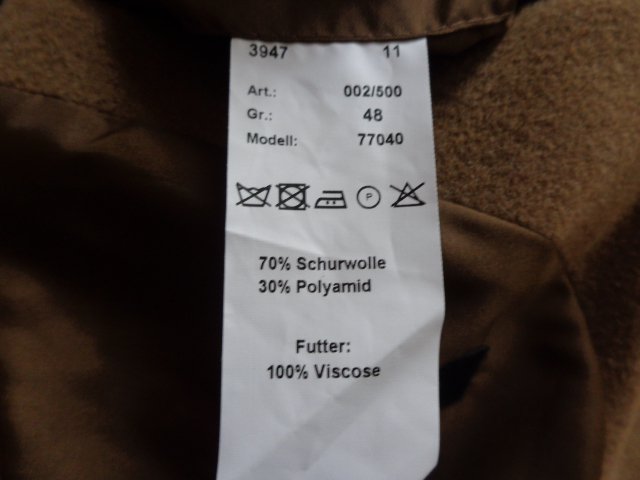 3947 11
Art.: 002/500
Gr.: 48
Modell: 77040
P
70% Schurwolle
30% Polyamid
Futter:
100% Viscose